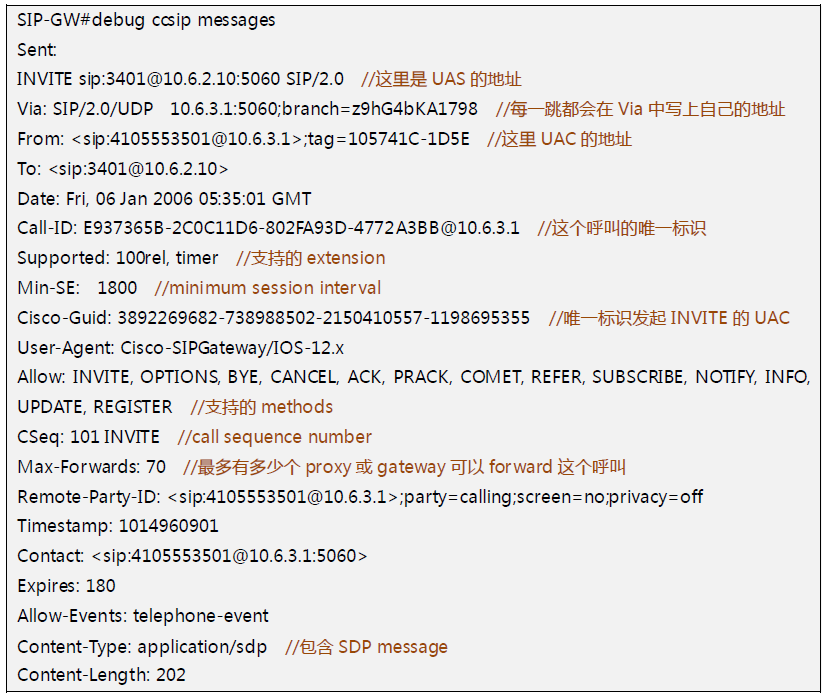 SIP-GW#debug ccsip messages
Sent:
INVITE sip:3401@10.6.2.10:5060 SIP/2.0 //这里是 UAS 的地址
Via: SIP/2.0/UDP 10.6.3.1:5060;branch=z9hG4bKA1798 //每一跳都会在 Via 中写上自己的地址
From: <sip:4105553501@10.6.3.1>;tag=105741C-1D5E //这里 UAC 的地址
To: <sip:3401@10.6.2.10>
Date: Fri, 06 Jan 2006 05:35:01 GMT
Call-ID: E937365B-2C0C11D6-802FA93D-4772A3BB@10.6.3.1 //这个呼叫的唯一标识
Supported: 100rel, timer //支持的 extension
Min-SE: 1800 //minimum session interval
Cisco-Guid: 3892269682-738988502-2150410557-1198695355 //唯一标识发起 INVITE 的 UAC
User-Agent: Cisco-SIPGateway/IOS-12.x
Allow: INVITE, OPTIONS, BYE, CANCEL, ACK, PRACK, COMET, REFER, SUBSCRIBE, NOTIFY, INFO,
UPDATE, REGISTER //支持的 methods
CSeq: 101 INVITE //call sequence number
Max-Forwards: 70 //最多有多少个 proxy 或 gateway 可以 forward 这个呼叫
Remote-Party-ID: <sip:4105553501@10.6.3.1>;party=calling;screen=no;privacy=off
Timestamp: 1014960901
Contact: <sip:4105553501@10.6.3.1:5060>
Expires: 180
Allow-Events: telephone-event
Content-Type: application/sdp //包含 SDP message
Content-Length: 202